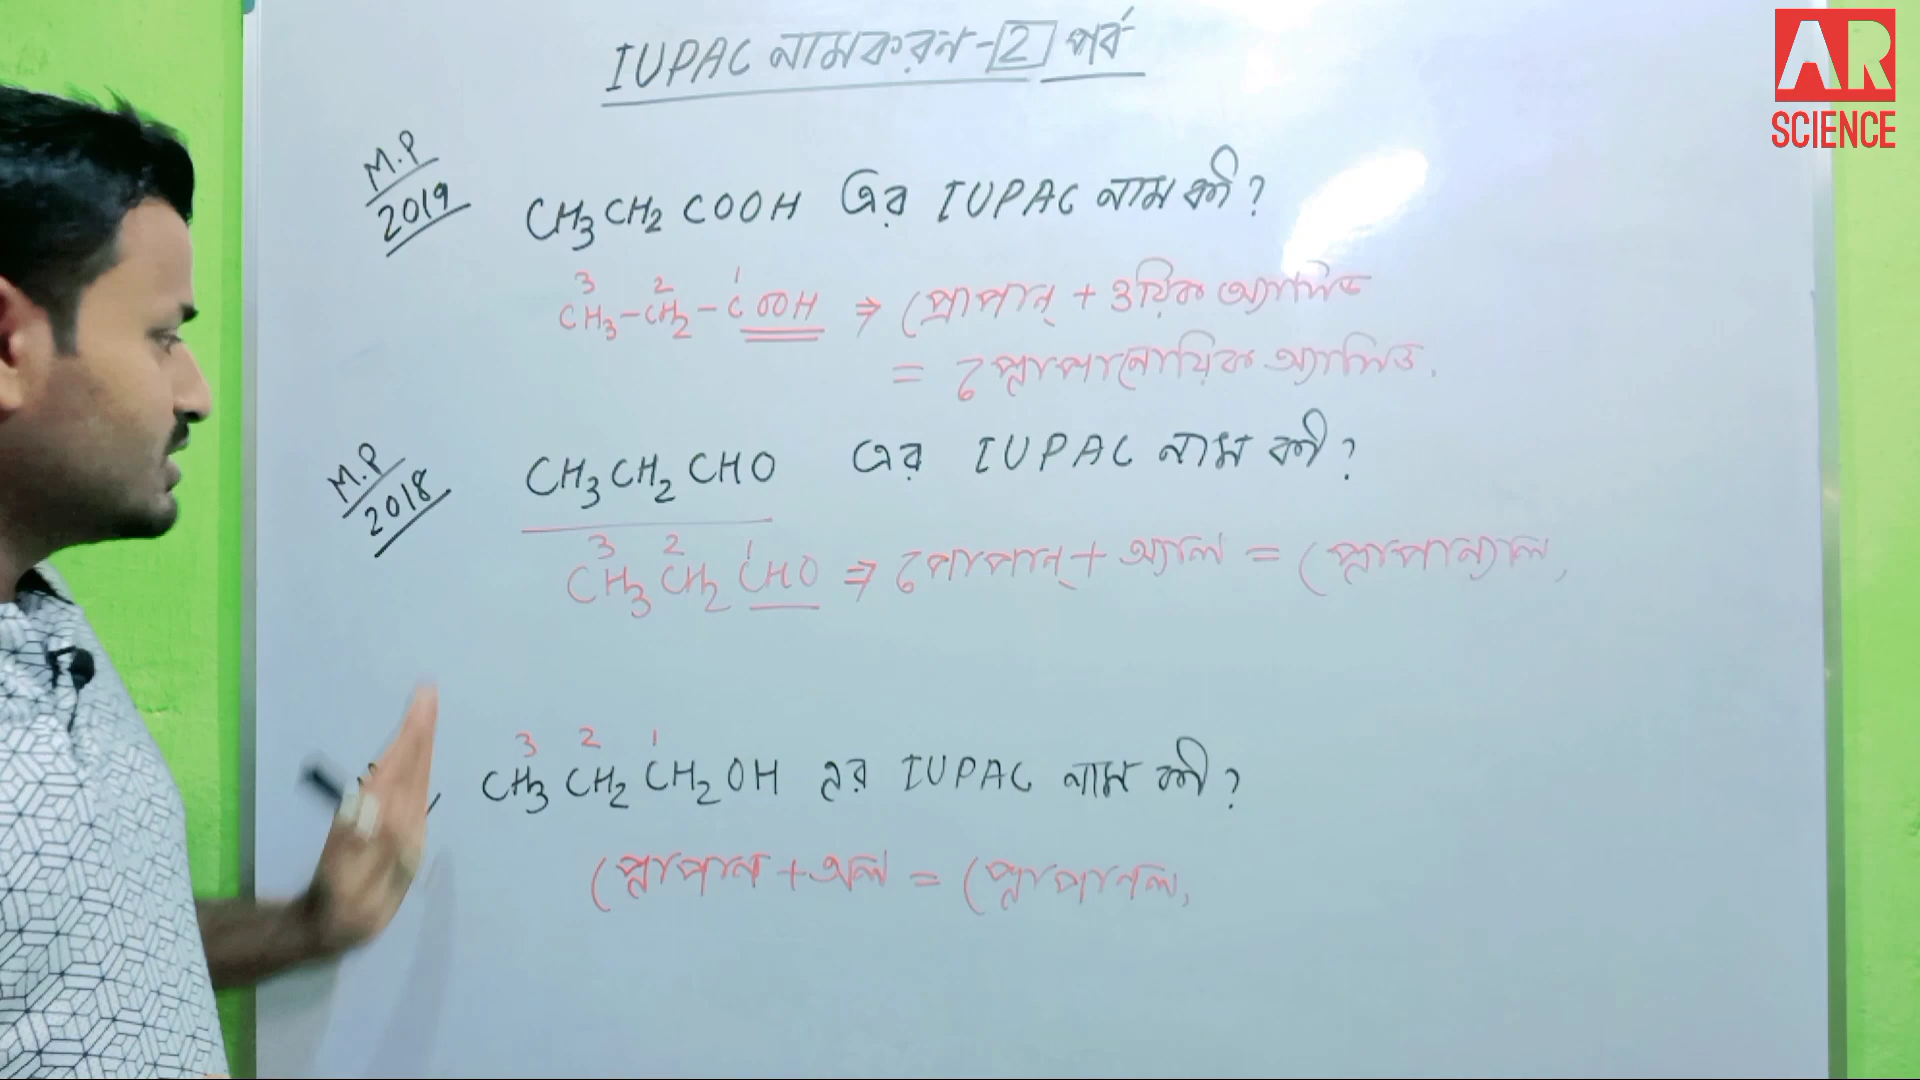 IUPAC নামকরন-2 পর্ব
AR
SCIENCE
M.P
2019
CH3CH2COOH এর IUPAC নাম কী?
3 2 1
CH3-CH2-COOH ⇒ প্রোপান্ + ওয়িক অ্যাসিড
= প্রোপানোয়িক অ্যাসিড.
M.P
2018
CH3CH2CHO এর IUPAC নাম কী?
3 2 1
CH3CH2CHO ⇒ প্রোপান্ + অ্যাল = প্রোপান্যাল,
3 2 1
CH3CH2CH2OH এর IUPAC নাম কী?
প্রোপান + অল = প্রোপানল,